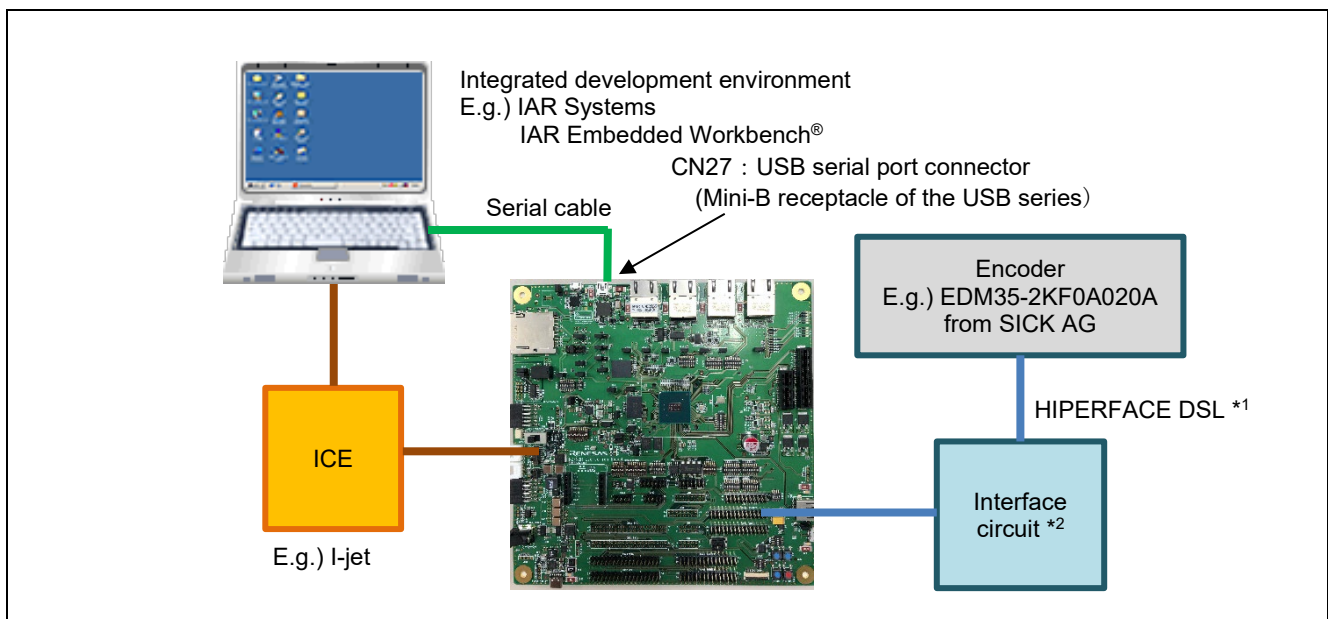 Integrated development environment
E.g.) IAR Systems
IAR Embedded Workbench®
CN27：USB serial port connector
(Mini-B receptacle of the USB series）
Serial cable
Encoder
E.g.) EDM35-2KF0A020A
from SICK AG
HIPERFACE DSL *1
ICE
RENESAS
Interface
circuit *2
E.g.) I-jet